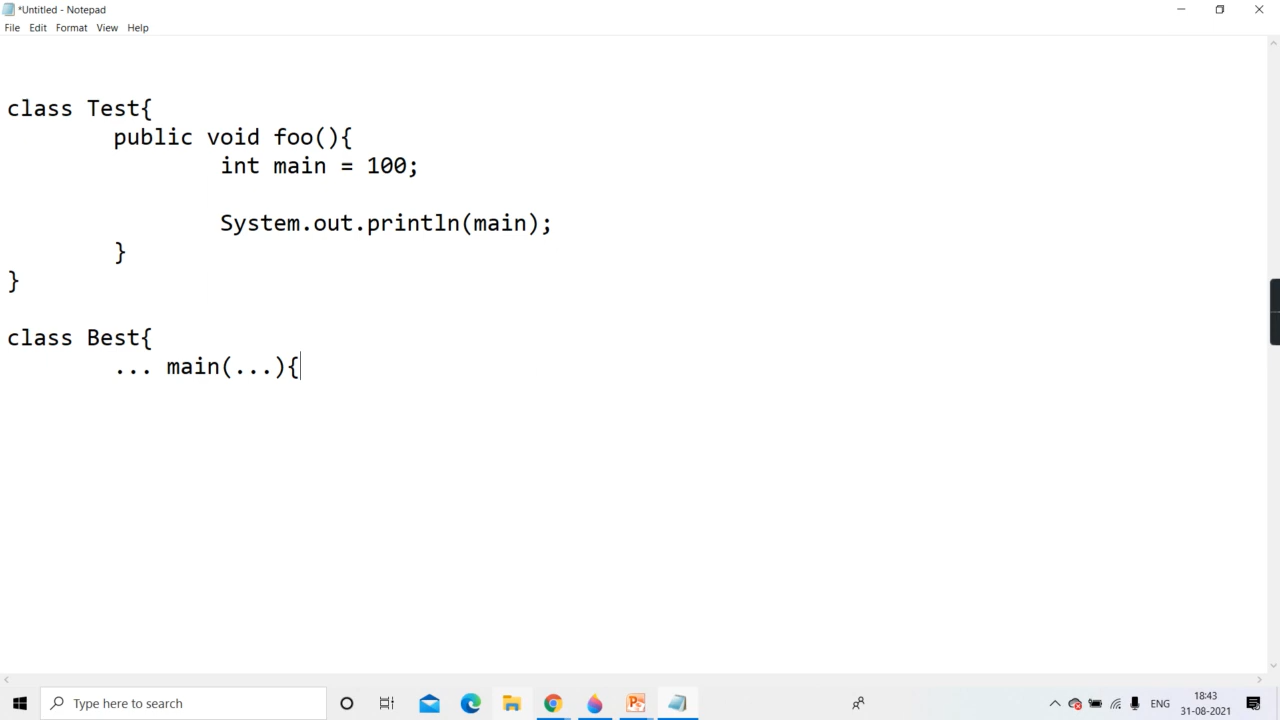 *Untitled - Notepad
File Edit Format View Help
class Test{
public void foo(){
int main = 100;
System.out.println(main);
}
}
class Best{
... main(...){
Type here to search
ENG
18:43
31-08-2021